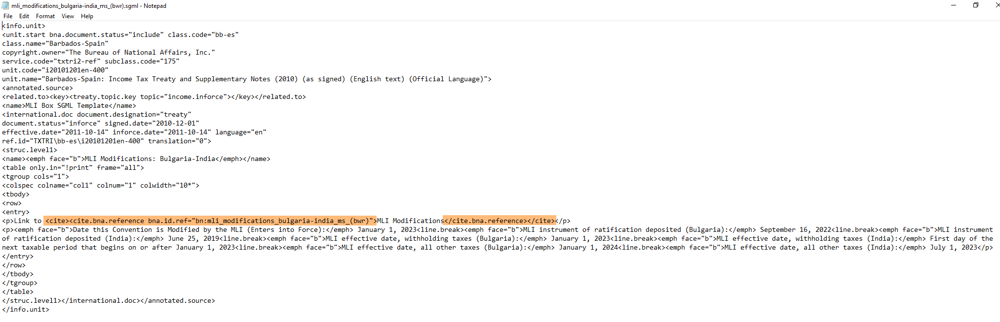 mli_modifications_bulgaria-india_ms_(bwr).sgml - Notepad
File Edit Format View Help
<info.unit>
<unit.start bna.document.status="include" class.code="bb-es"
class.name="Barbados-Spain"
copyright.owner="The Bureau of National Affairs, Inc."
service.code="txtri2-ref" subclass.code="175"
unit.code="i20101201en-400"
unit.name="Barbados-Spain: Income Tax Treaty and Supplementary Notes (2010) (as signed) (English text) (Official Language)">
<annotated.source>
<related.to><key><treaty.topic.key topic="income.inforce"></key></related.to>
<name>MLI Box SGML Template</name>
<international.doc document.designation="treaty"
document.status="inforce" signed.date="2010-12-01"
effective.date="2011-10-14" inforce.date="2011-10-14" language="en"
ref.id="TXTRI\bb-es\i20101201en-400" translation="0">
<struc.level1>
<name><emph face="b">MLI Modifications: Bulgaria-India</emph></name>
<table only.in="!print" frame="all">
<tgroup cols="1">
<colspec colname="col1" colnum="1" colwidth="10*">
<tbody>
<row>
<entry>
<p>Link to <cite><cite.bna.reference bna.id.ref="bn:mli_modifications_bulgaria-india_ms_(bwr)">MLI Modifications</cite.bna.reference></cite></p>
<p><emph face="b">Date this Convention is Modified by the MLI (Enters into Force):</emph> January 1, 2023<line.break><emph face="b">MLI instrument of ratification deposited (Bulgaria):</emph> September 16, 2022<line.break><emph face="b">MLI instrument
of ratification deposited (India):</emph> June 25, 2019<line.break><emph face="b">MLI effective date, withholding taxes (Bulgaria):</emph> January 1, 2023<line.break><emph face="b">MLI effective date, withholding taxes (India):</emph> First day of the
next taxable period that begins on or after January 1, 2023<line.break><emph face="b">MLI effective date, all other taxes (Bulgaria):</emph> January 1, 2024<line.break><emph face="b">MLI effective date, all other taxes (India):</emph> July 1, 2023</p>
</entry>
</row>
</tbody>
</tgroup>
</table>
</struc.level1></international.doc></annotated.source>
</info.unit>